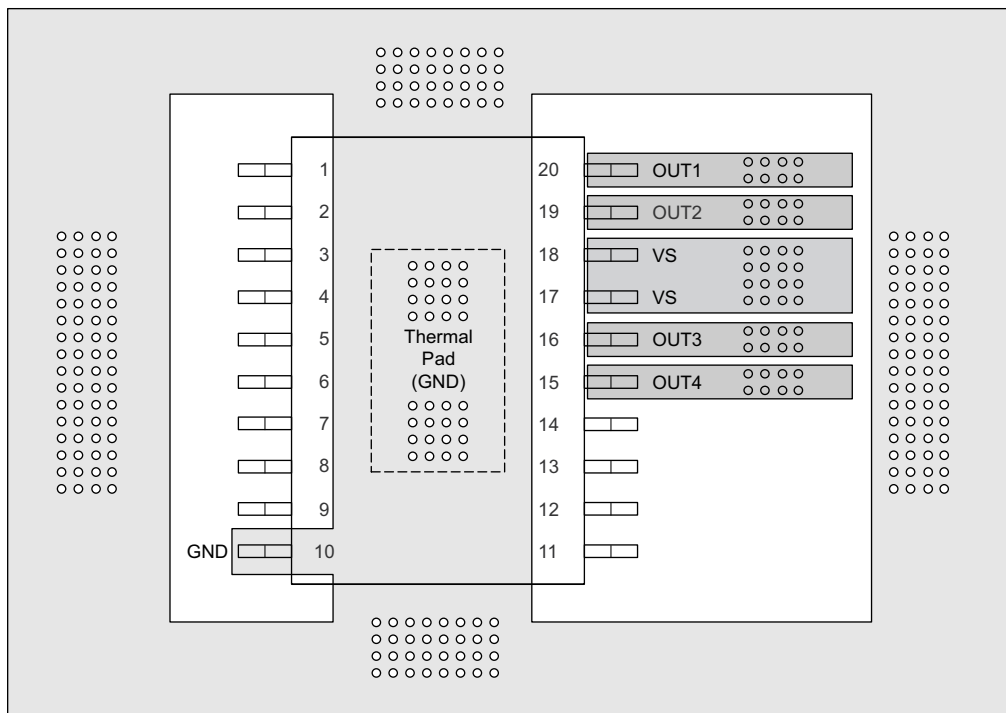 1
20 OUT1
2
19 OUT2
3
18 VS
4
17 VS
5
Thermal
Pad
(GND)
16 OUT3
6
15 OUT4
7
14
8
13
9
12
GND 10
11